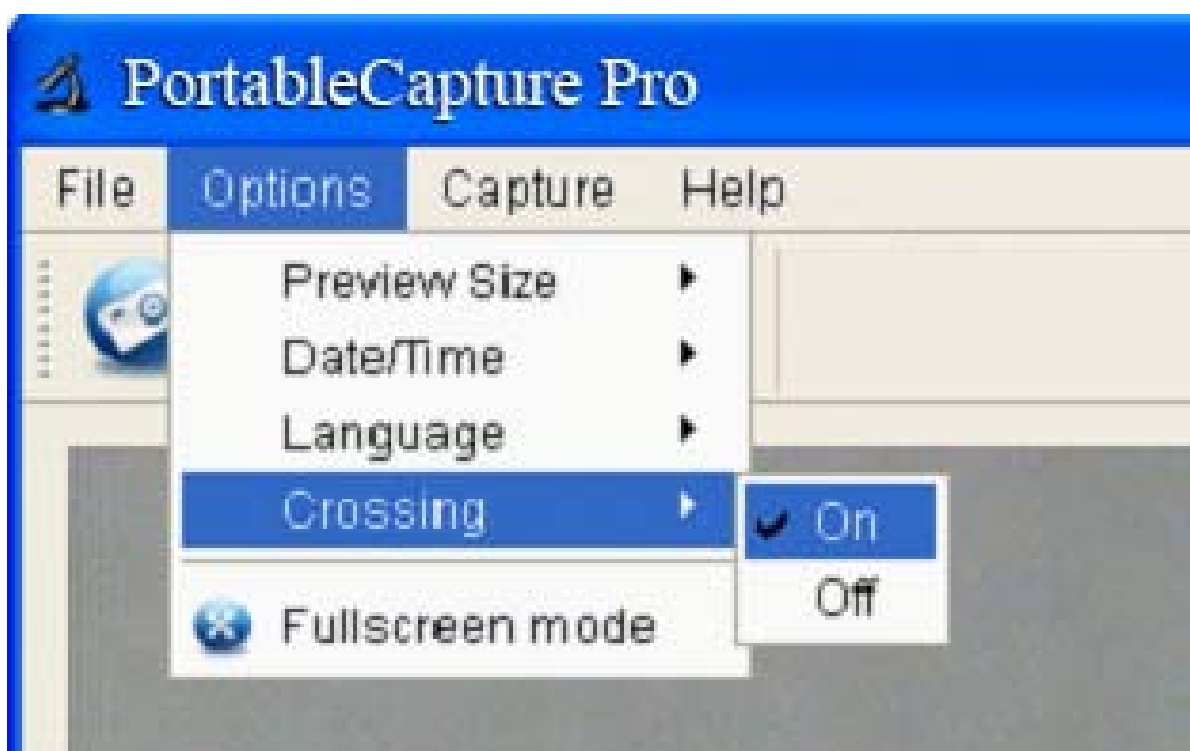 PortableCapture Pro
File Options Capture Help
Preview Size
Date/Time
Language
Crossing
On
Off
Fullscreen mode